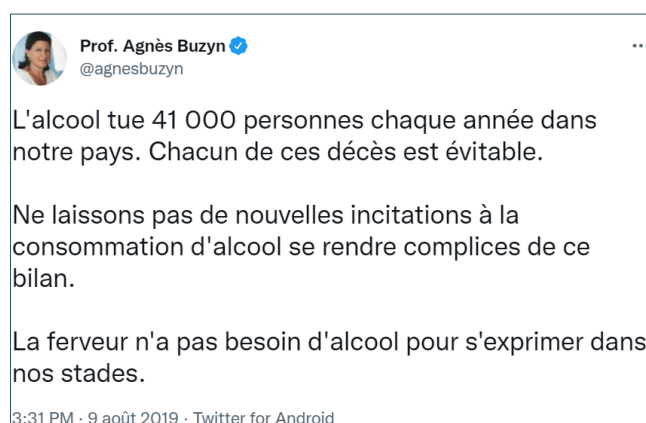 Prof. Agnès Buzyn
@agnesbuzyn
L'alcool tue 41 000 personnes chaque année dans
notre pays. Chacun de ces décès est évitable.
Ne laissons pas de nouvelles incitations à la
consommation d'alcool se rendre complices de ce
bilan.
La ferveur n'a pas besoin d'alcool pour s'exprimer dans
nos stades.
3:31 PM · 9 août 2019 · Twitter for Android